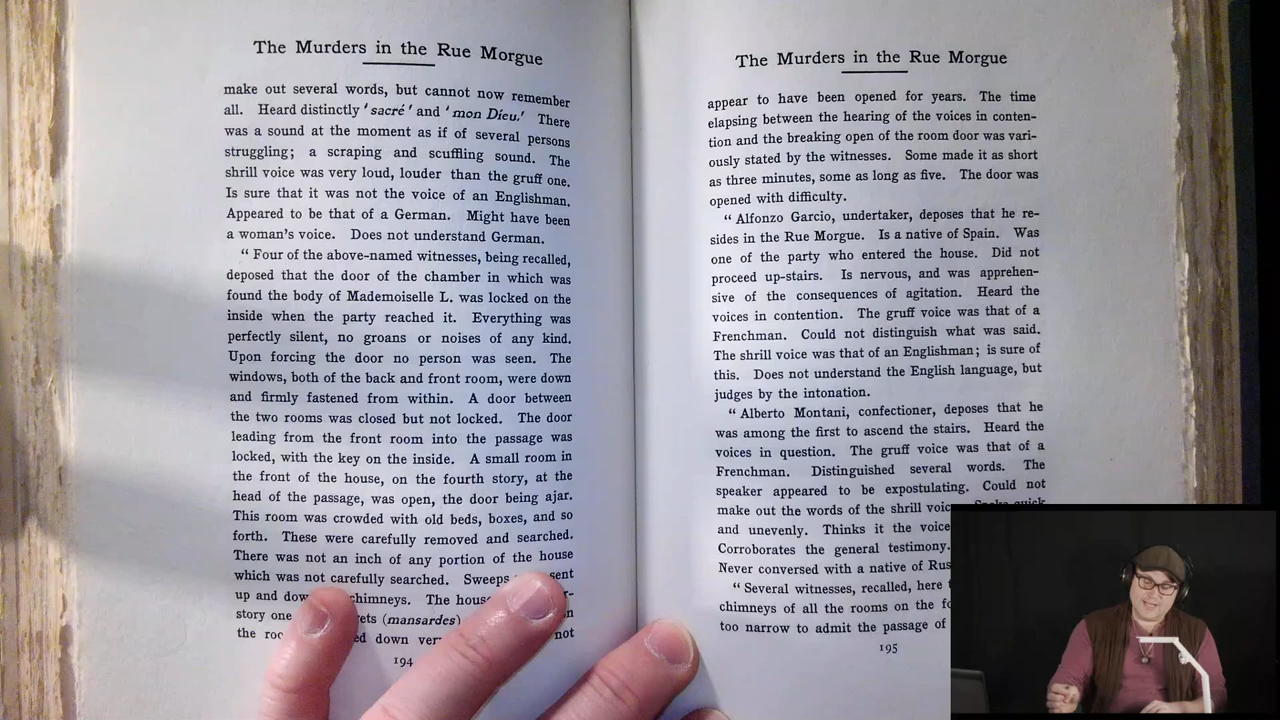 The Murders in the Rue Morgue
make out several words, but cannot now remember
all. Heard distinctly 'sacré' and 'mon Dieu.' There
was a sound at the moment as if of several persons
struggling; a scraping and scuffling sound. The
shrill voice was very loud, louder than the gruff one.
Is sure that it was not the voice of an Englishman.
Appeared to be that of a German. Might have been
a woman's voice. Does not understand German.
“ Four of the above-named witnesses, being recalled,
deposed that the door of the chamber in which was
found the body of Mademoiselle L. was locked on the
inside when the party reached it. Everything was
perfectly silent, no groans or noises of any kind.
Upon forcing the door no person was seen. The
windows, both of the back and front room, were down
and firmly fastened from within. A door between
the two rooms was closed but not locked. The door
leading from the front room into the passage was
locked, with the key on the inside. A small room in
the front of the house, on the fourth story, at the
head of the passage, was open, the door being ajar.
This room was crowded with old beds, boxes, and so
forth. These were carefully removed and searched.
There was not an inch of any portion of the house
which was not carefully searched. Sweeps sent
up and chimneys. The
story one (mansardes)
the down not
194
The Murders in the Rue Morgue
appear to have been opened for years. The time
elapsing between the hearing of the voices in conten-
tion and the breaking open of the room door was vari-
ously stated by the witnesses. Some made it as short
as three minutes, some as long as five. The door was
opened with difficulty.
“ Alfonzo Garcio, undertaker, deposes that he re-
sides in the Rue Morgue. Is a native of Spain. Was
one of the party who entered the house. Did not
proceed up-stairs. Is nervous, and was apprehen-
sive of the consequences of agitation. Heard the
voices in contention. The gruff voice was that of a
Frenchman. Could not distinguish what was said.
The shrill voice was that of an Englishman; is sure of
this. Does not understand the English language, but
judges by the intonation.
“ Alberto Montani, confectioner, deposes that he
was among the first to ascend the stairs. Heard the
voices in question. The gruff voice was that of a
Frenchman. Distinguished several words. The
speaker appeared to be expostulating. Could not
make out the words of the shrill quick
and unevenly. Thinks it the voice
Corroborates the general testimony.
Never conversed with a native of
“ Several witnesses, recalled, here
chimneys of all the rooms on the
too narrow to admit the passage of
195